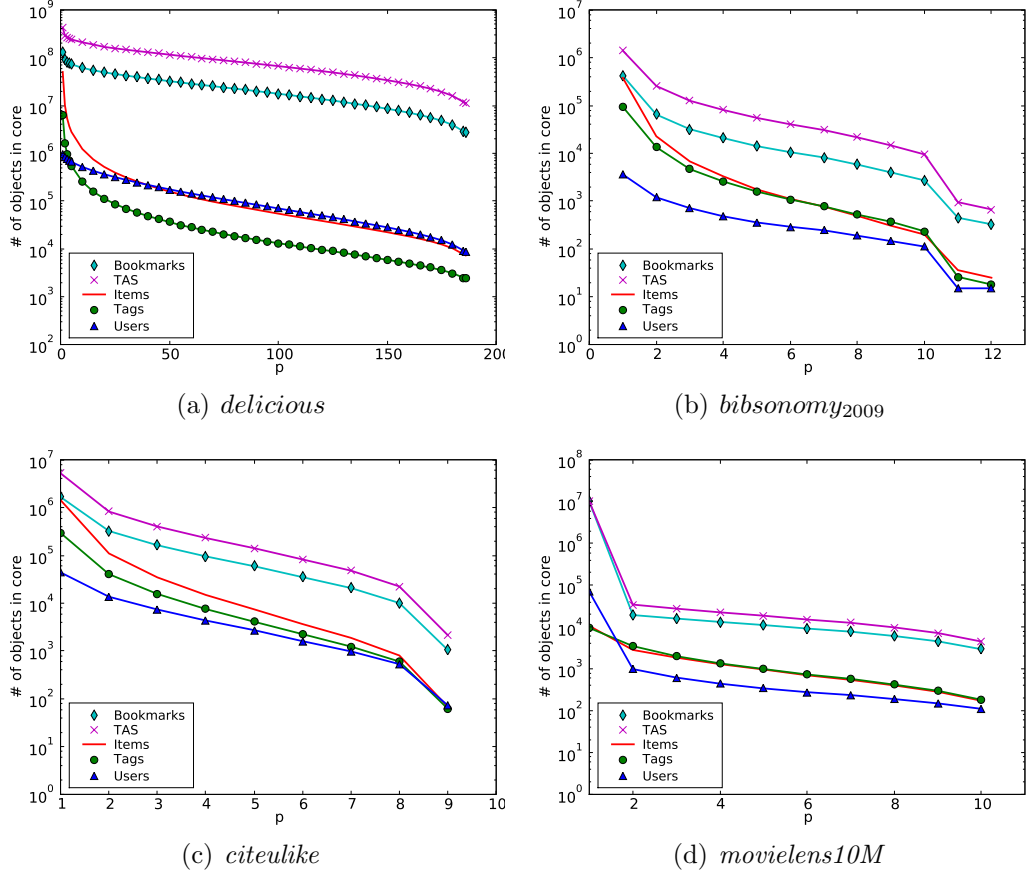 10^9
10^8
10^7
10^6
10^5
10^4
10^3
10^2
# of objects in core
0 50 100 150 200
p
Bookmarks
TAS
Items
Tags
Users
(a) delicious
10^7
10^6
10^5
10^4
10^3
10^2
10^1
10^0
# of objects in core
0 2 4 6 8 10 12
p
Bookmarks
TAS
Items
Tags
Users
(b) bibsonomy2009
10^7
10^6
10^5
10^4
10^3
10^2
10^1
10^0
# of objects in core
1 2 3 4 5 6 7 8 9 10
p
Bookmarks
TAS
Items
Tags
Users
(c) citeulike
10^8
10^7
10^6
10^5
10^4
10^3
10^2
10^1
10^0
# of objects in core
2 4 6 8 10
p
Bookmarks
TAS
Items
Tags
Users
(d) movielens10M